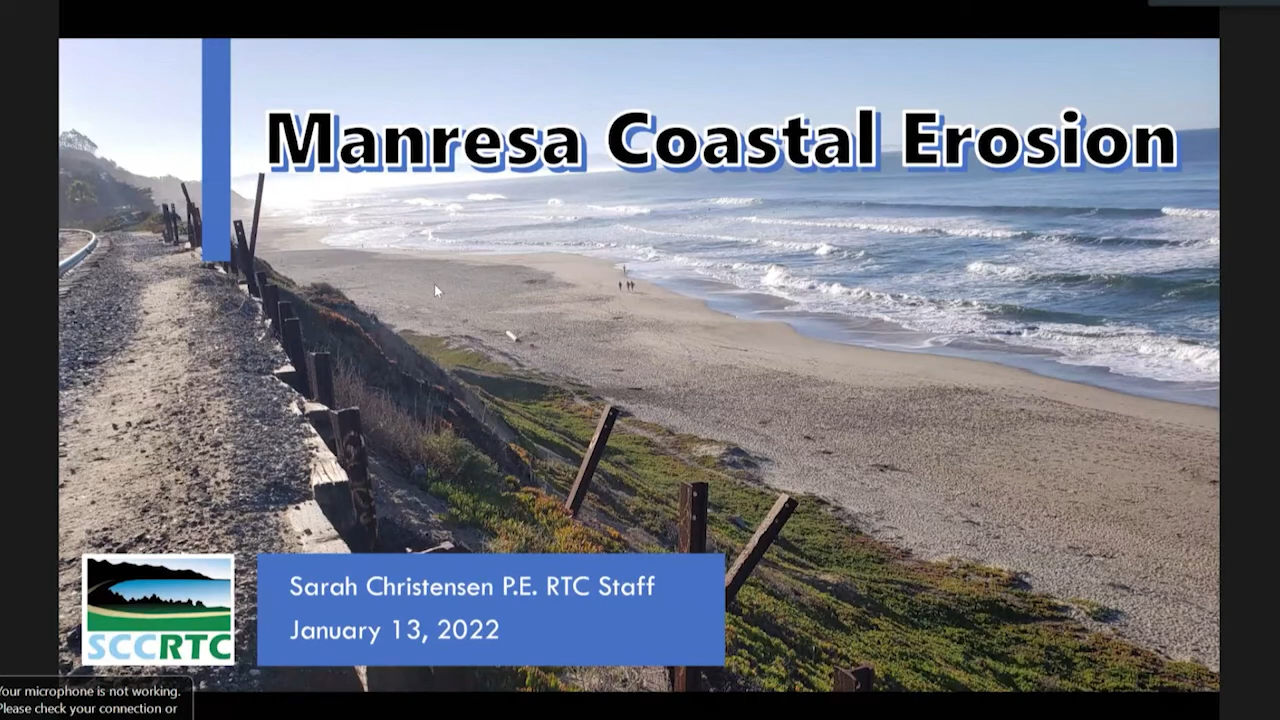 Manresa Coastal Erosion
Sarah Christensen P.E. RTC Staff
January 13, 2022
SCCRTC
Your microphone is not working.
Please check your connection or